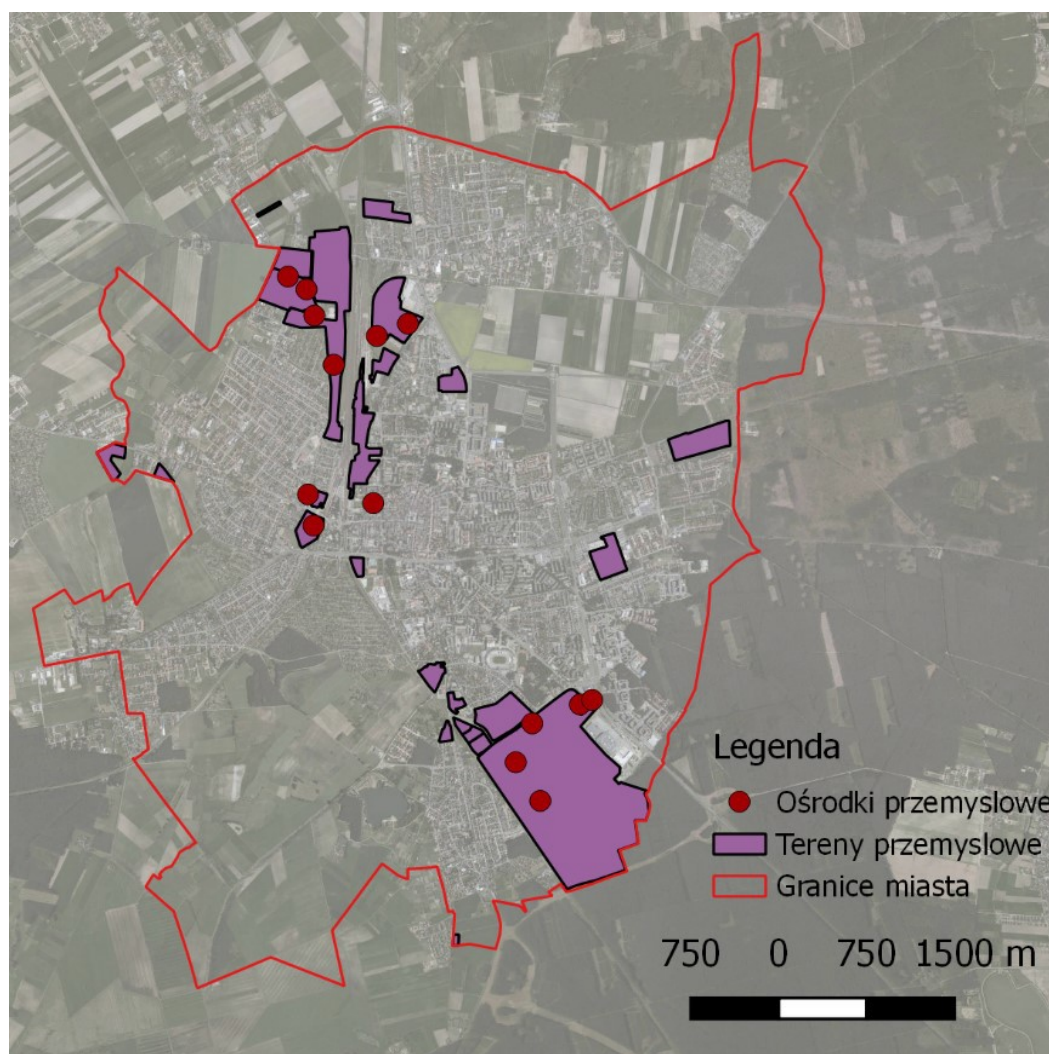 Legenda
Ośrodki przemyslowe
Tereny przemyslowe
Granice miasta
750 0 750 1500 m